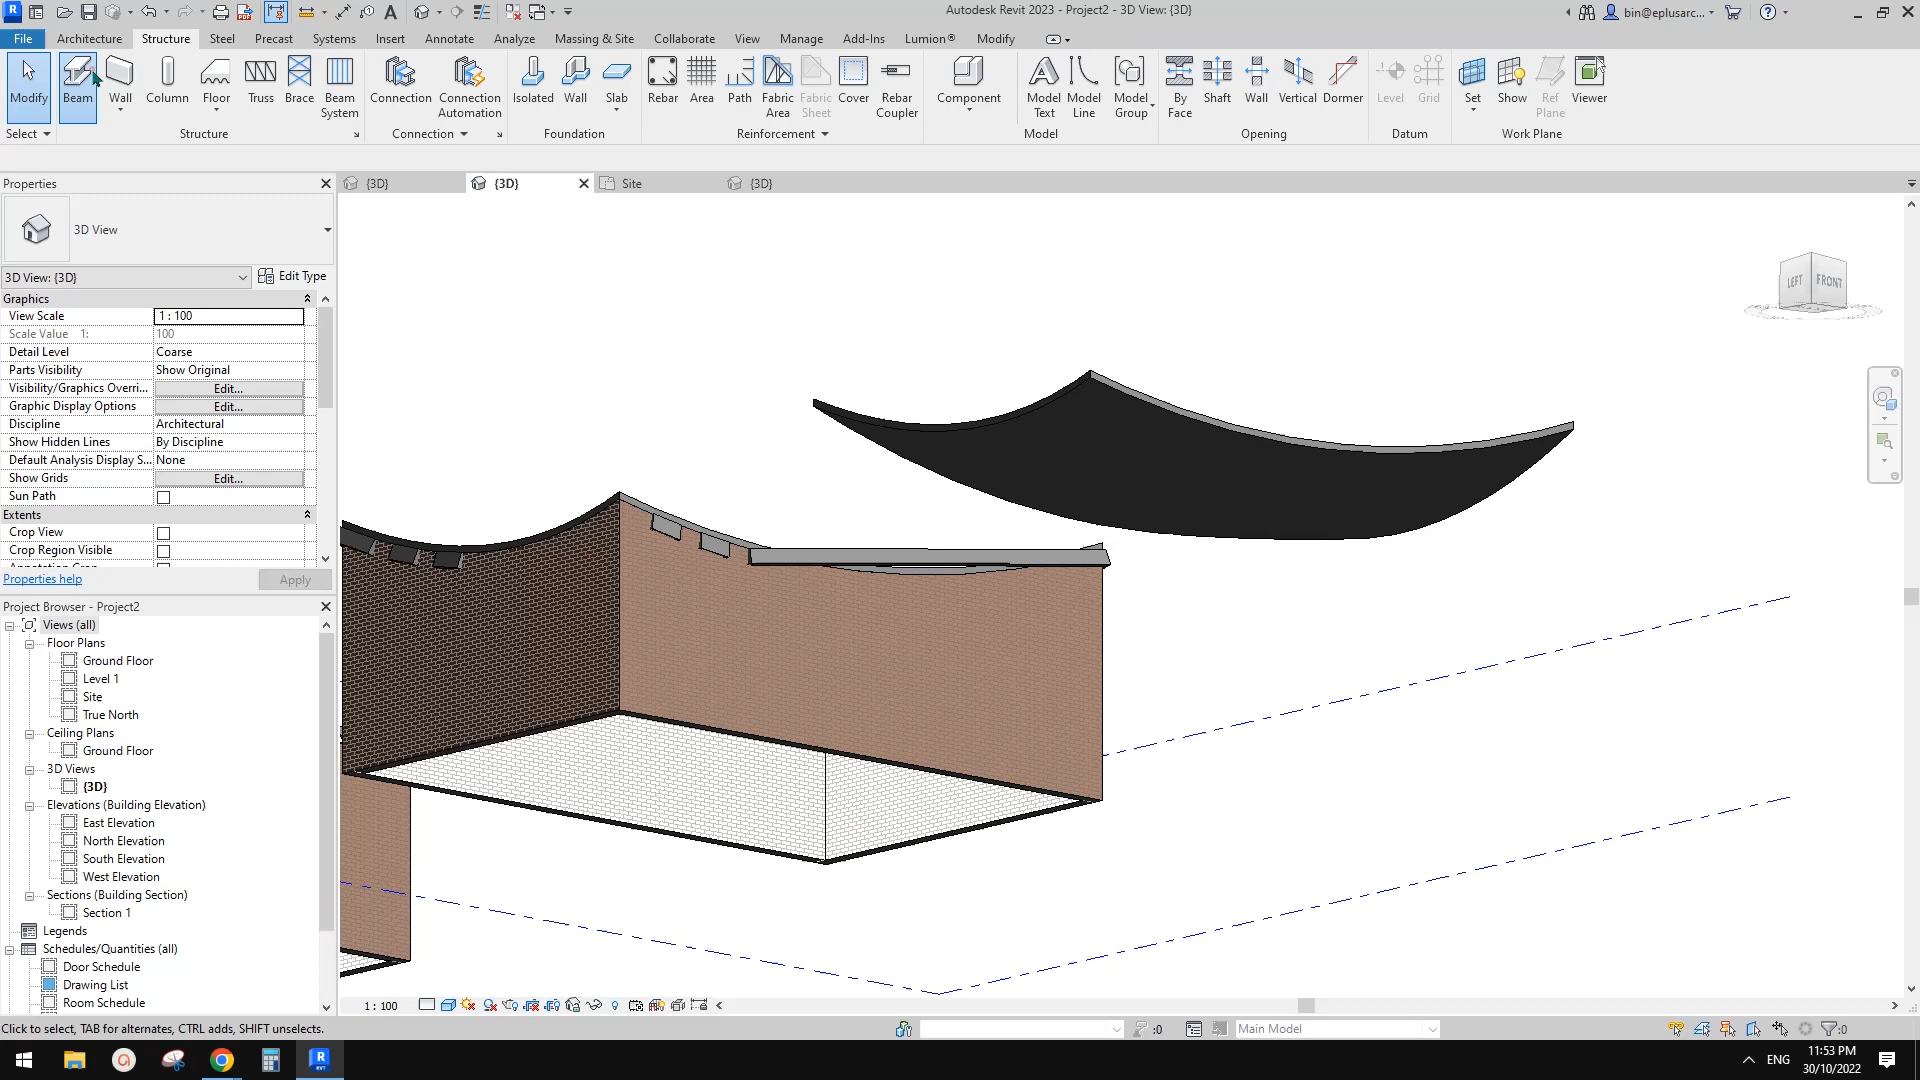 R
PDF
A
Autodesk Revit 2023 - Project2 - 3D View: {3D}
bin@eplusarc...
File Architecture Structure Steel Precast Systems Insert Annotate Analyze Massing & Site Collaborate View Manage Add-Ins Lumion® Modify
Modify Beam Wall Column Floor Truss Brace Beam System Connection Connection Automation Isolated Wall Slab Rebar Area Path Fabric Area Fabric Sheet Cover Rebar Coupler Component Model Text Model Line Model Group By Face Shaft Wall Vertical Dormer Level Grid Set Show Ref Plane Viewer
Select Structure Connection Foundation Reinforcement Model Opening Datum Work Plane
Properties
{3D} {3D} Site {3D}
3D View
3D View: {3D} Edit Type
Graphics
View Scale 1 : 100
Scale Value 1: 100
Detail Level Coarse
Parts Visibility Show Original
Visibility/Graphics Overri... Edit...
Graphic Display Options Edit...
Discipline Architectural
Show Hidden Lines By Discipline
Default Analysis Display S... None
Show Grids Edit...
Sun Path
Extents
Crop View
Crop Region Visible
Properties help Apply
LEFT FRONT
Project Browser - Project2
Views (all)
Floor Plans
Ground Floor
Level 1
Site
True North
Ceiling Plans
Ground Floor
3D Views
{3D}
Elevations (Building Elevation)
East Elevation
North Elevation
South Elevation
West Elevation
Sections (Building Section)
Section 1
Legends
Schedules/Quantities (all)
Door Schedule
Drawing List
Room Schedule
1 : 100
Click to select, TAB for alternates, CTRL adds, SHIFT unselects.
:0
Main Model
:0
R
RVT
ENG
11:53 PM
30/10/2022